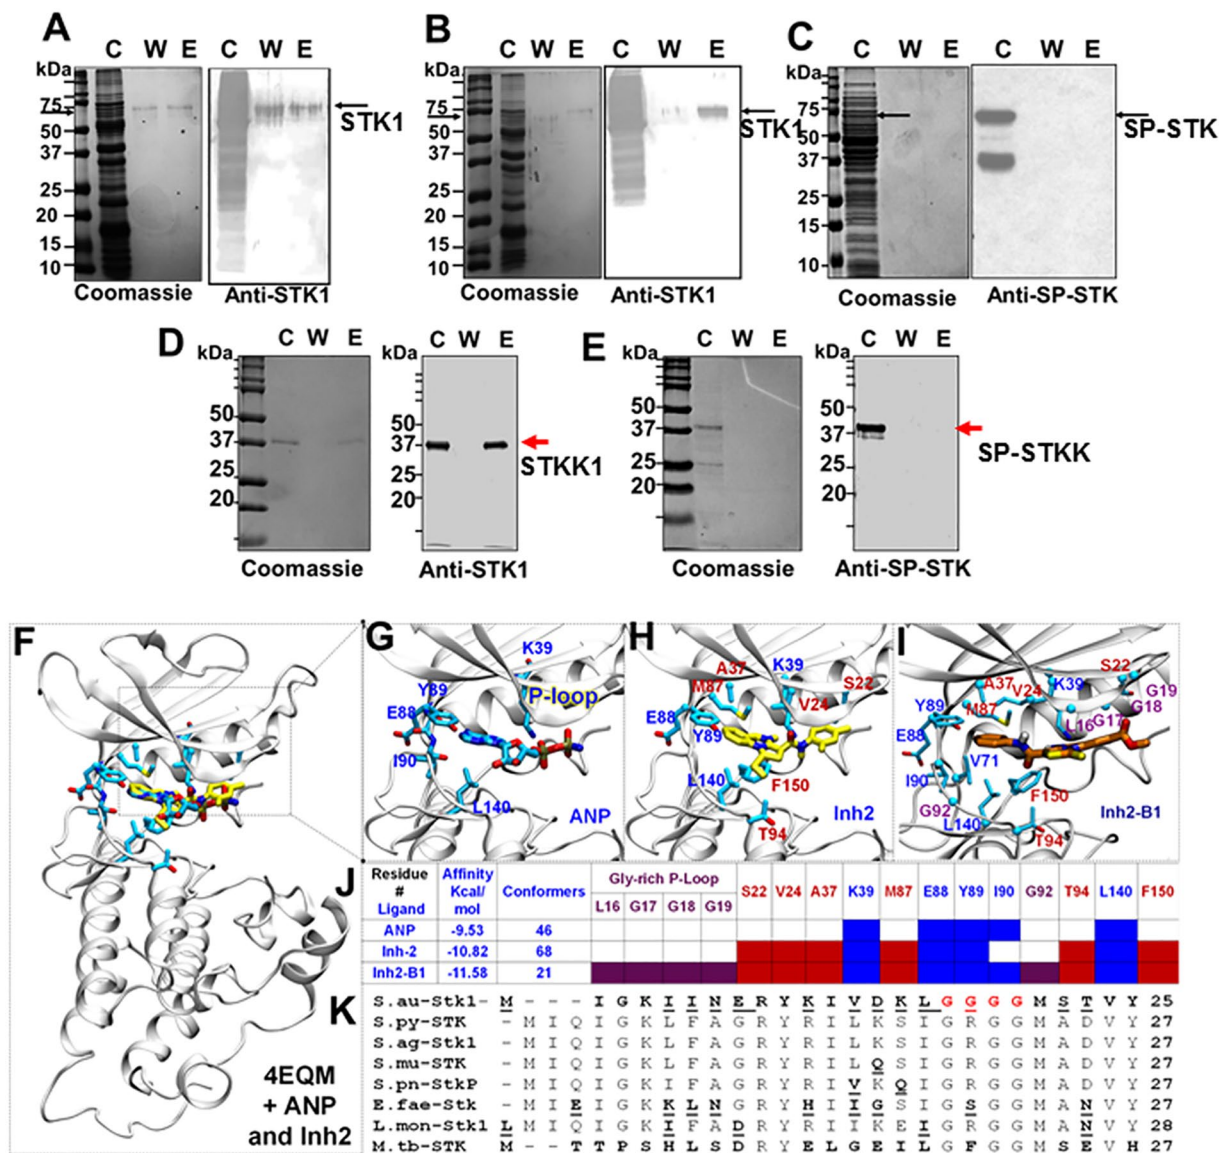 A
B
C
C W E C W E
C W E C W E
C W E C W E
kDa
75
50
37
25
20
15
10
STK1
Coomassie
Anti-STK1
kDa
75
50
37
25
20
15
10
STK1
Coomassie
Anti-STK1
kDa
75
50
37
25
15
10
SP-STK
Coomassie
Anti-SP-STK
D
C W E
kDa
50
37
25
20
Coomassie
C W E
kDa
50
37
25
20
STKK1
Anti-STK1
E
C W E
kDa
50
37
25
20
Coomassie
C W E
kDa
50
37
25
20
SP-STKK
Anti-SP-STK
F
4EQM
+ ANP
and Inh2
G
K39
P-loop
Y89
E88
I90
L140
ANP
H
A37
K39
M87
S22
V24
E88
Y89
L140
F150
T94
Inh2
I
S22
A37
V24
K39
G19
G18
Y89
M87
L16
G17
E88
V71
I90
F150
G92
L140
T94
Inh2-B1
J
Residue # Ligand
Affinity Kcal/mol
Conformers
Gly-rich P-Loop
L16 G17 G18 G19
S22 V24 A37 K39 M87 E88 Y89 I90 G92 T94 L140 F150
ANP -9.53 46
Inh-2 -10.82 68
Inh2-B1 -11.58 21
K
S.au-Stk1- M - - - I G K I I N E R Y K I V D K L G G G G M S T V Y 25
S.py-STK - M I Q I G K L F A G R Y R I L K S I G R G G M A D V Y 27
S.ag-Stk1 - M I Q I G K L F A G R Y R I L K S I G R G G M A D V Y 27
S.mu-STK - M I Q I G K L F A G R Y R I L Q S I G R G G M A D V Y 27
S.pn-StkP - M I Q I G K I F A G R Y R I V K Q I G R G G M A D V Y 27
E.fae-Stk - M I E I G K K L N G R Y H I I G S I G S G G M A N V Y 27
L.mon-Stk1 L M I Q I G K I F A D R Y R I I K E I G R G G M A N V Y 28
M.tb-STK M - - T T P S H L S D R Y E L G E I L G F G G M S E V H 27